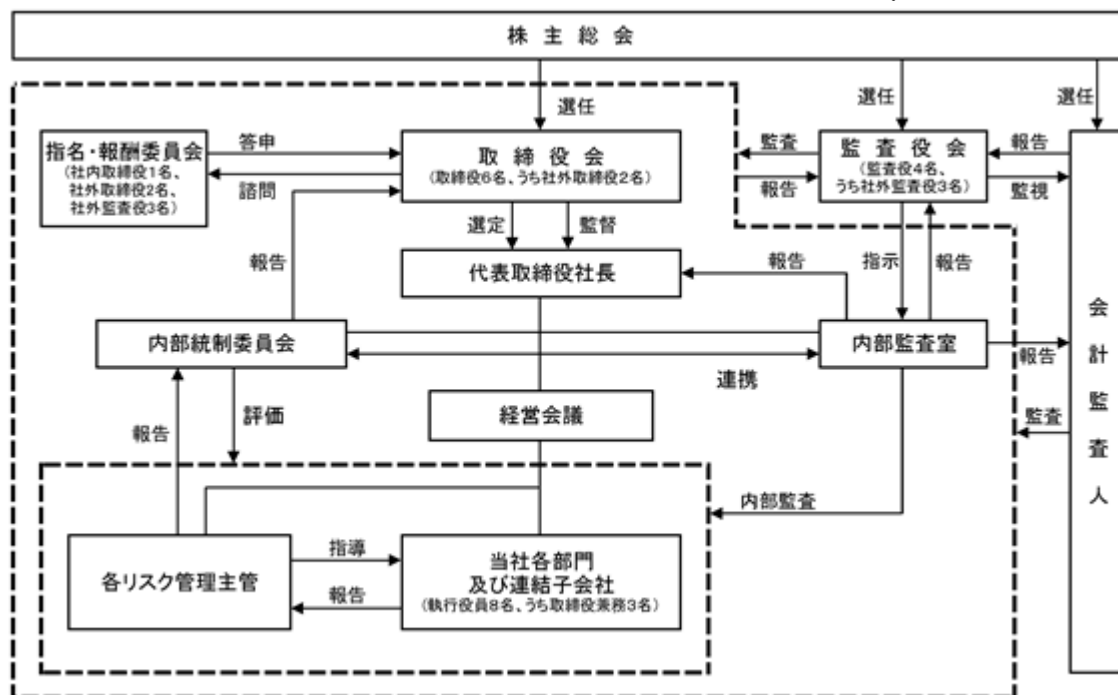 株主総会
選任
選任
選任
指名・報酬委員会
(社内取締役1名、
社外取締役2名、
社外監査役3名)
答申
諮問
取締役会
(取締役6名、うち社外取締役2名)
監査
報告
監査役会
(監査役4名、
うち社外監査役3名)
報告
監視
選定
監督
報告
代表取締役社長
報告
指示
報告
内部統制委員会
内部監査室
連携
報告
会計監査人
報告
評価
経営会議
監査
内部監査
各リスク管理主管
指導
報告
当社各部門
及び連結子会社
(執行役員8名、うち取締役兼務3名)